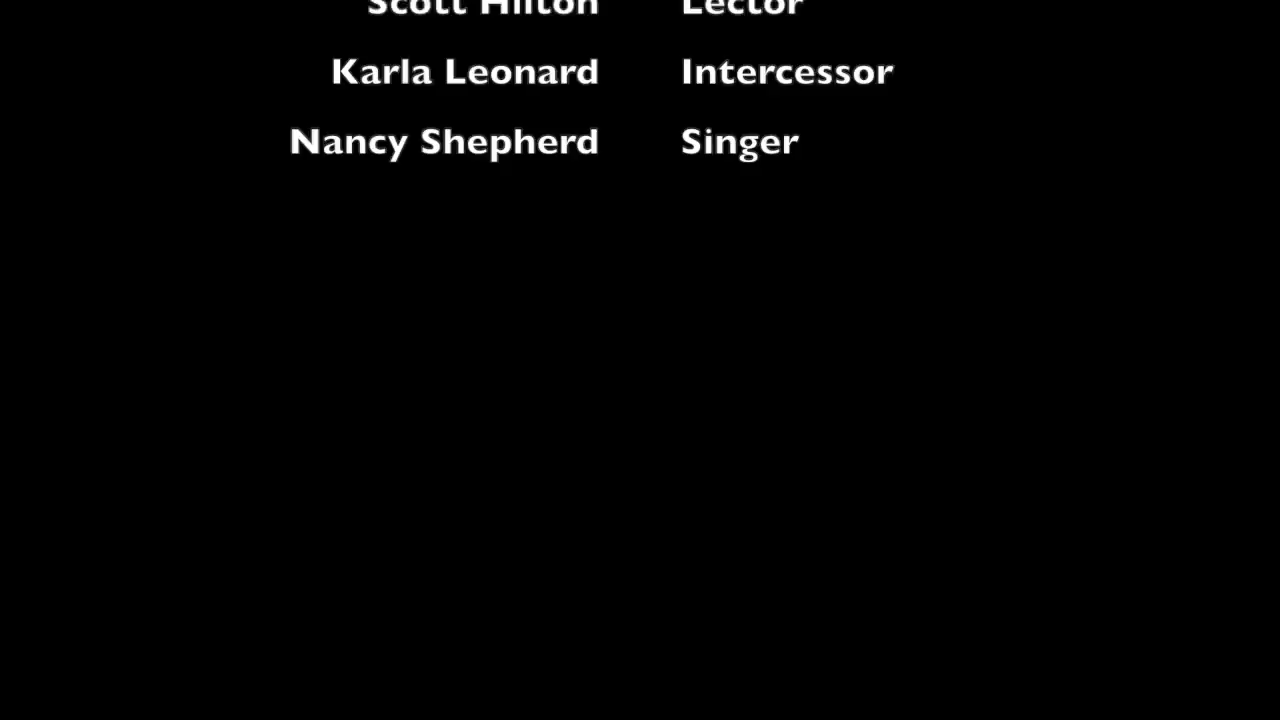 Scott Hilton Lector
Karla Leonard Intercessor
Nancy Shepherd Singer